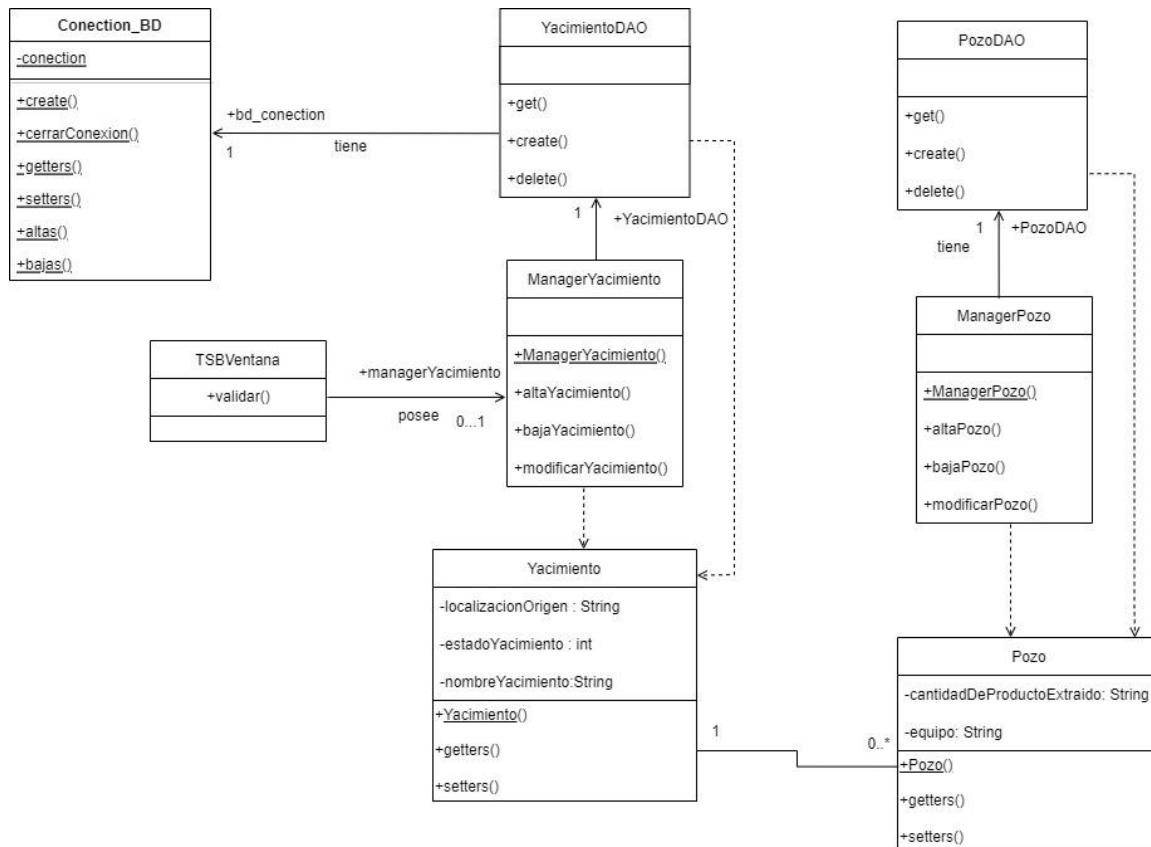 Conection_BD
-conection
+create()
+cerrarConexion()
+getters()
+setters()
+altas()
+bajas()
+bd_conection
1
tiene
YacimientoDAO
+get()
+create()
+delete()
1
+YacimientoDAO
PozoDAO
+get()
+create()
+delete()
1
+PozoDAO
tiene
TSBVentana
+validar()
+managerYacimiento
posee
0...1
ManagerYacimiento
+ManagerYacimiento()
+altaYacimiento()
+bajaYacimiento()
+modificarYacimiento()
ManagerPozo
+ManagerPozo()
+altaPozo()
+bajaPozo()
+modificarPozo()
Yacimiento
-localizacionOrigen : String
-estadoYacimiento : int
-nombreYacimiento:String
+Yacimiento()
+getters()
+setters()
1
0..*
Pozo
-cantidadDeProductoExtraido: String
-equipo: String
+Pozo()
+getters()
+setters()